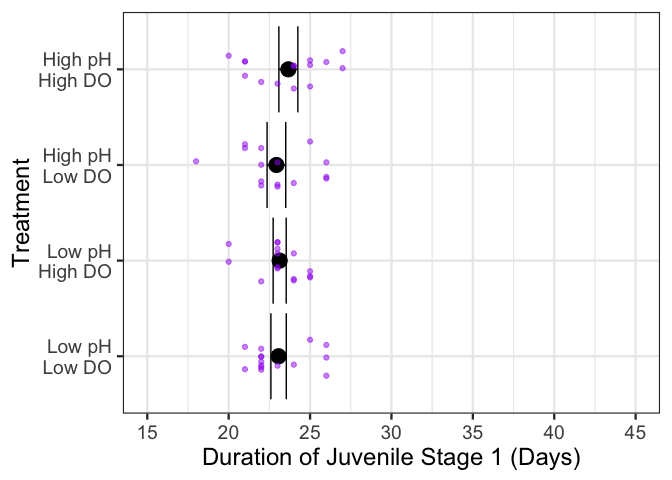 High pH
High DO
High pH
Low DO
Low pH
High DO
Low pH
Low DO
Treatment
15 20 25 30 35 40 45
Duration of Juvenile Stage 1 (Days)